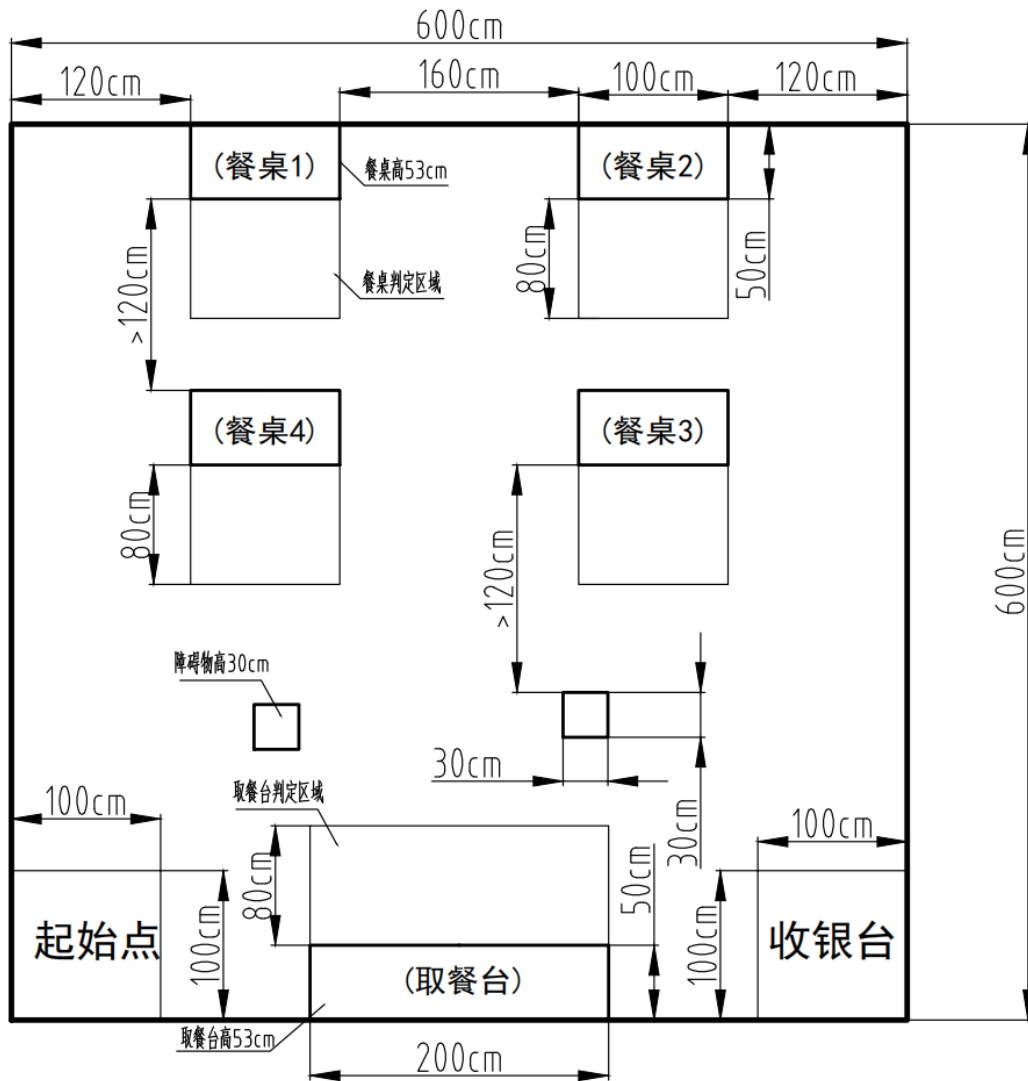 600cm
120cm
160cm
100cm
120cm
(餐桌1)
餐桌高53cm
(餐桌2)
>120cm
餐桌判定区域
80cm
50cm
(餐桌4)
(餐桌3)
80cm
>120cm
600cm
障碍物高30cm
30cm
30cm
取餐台判定区域
100cm
100cm
80cm
50cm
起始点
100cm
(取餐台)
100cm
收银台
取餐台高53cm
200cm